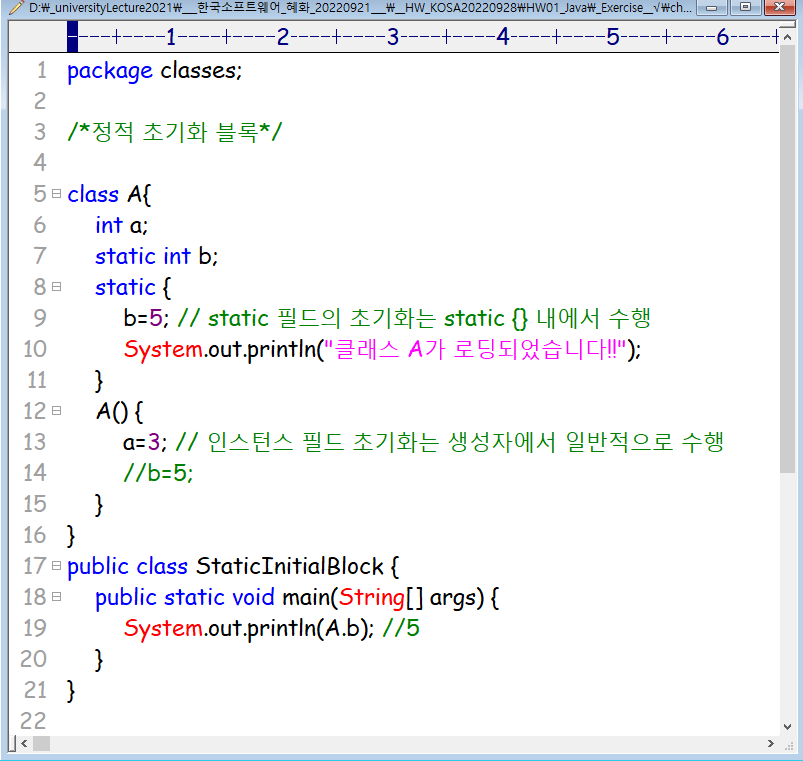 D:\_universityLecture2021\___한국소프트웨어_혜화_20220921___\__HW_KOSA20220928\HW01_Java\_Exercise__√\ch...
----+----1----+----2----+----3----+----4----+----5----+----6----+
1 package classes;
2
3 /*정적 초기화 블록*/
4
5 class A{
6 int a;
7 static int b;
8 static {
9 b=5; // static 필드의 초기화는 static {} 내에서 수행
10 System.out.println("클래스 A가 로딩되었습니다!!");
11 }
12 A() {
13 a=3; // 인스턴스 필드 초기화는 생성자에서 일반적으로 수행
14 //b=5;
15 }
16 }
17 public class StaticInitialBlock {
18 public static void main(String[] args) {
19 System.out.println(A.b); //5
20 }
21 }
22